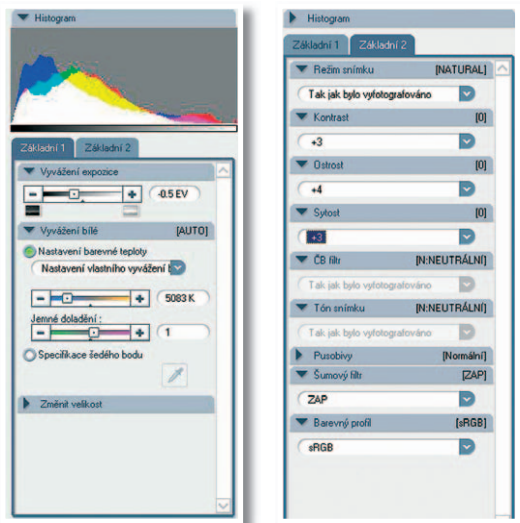 Histogram
Základní 1 Základní 2
Vyvážení expozice
-0.5 EV
Vyvážení bílé [AUTO]
Nastavení barevné teploty
Nastavení vlastního vyvážení
5083 K
Jemné doladění :
1
Specifikace šedého bodu
Změnit velikost
Histogram
Základní 1 Základní 2
Režim snímku [NATURAL]
Tak jak bylo vyfotografováno
Kontrast [0]
+3
Ostrost [0]
+4
Sytost [0]
+3
ČB filtr [N:NEUTRÁLNÍ]
Tak jak bylo vyfotografováno
Tón snímku [N:NEUTRÁLNÍ]
Tak jak bylo vyfotografováno
Pusobivy [Normální]
Šumový filtr [ZAP]
ZAP
Barevný profil [sRGB]
sRGB